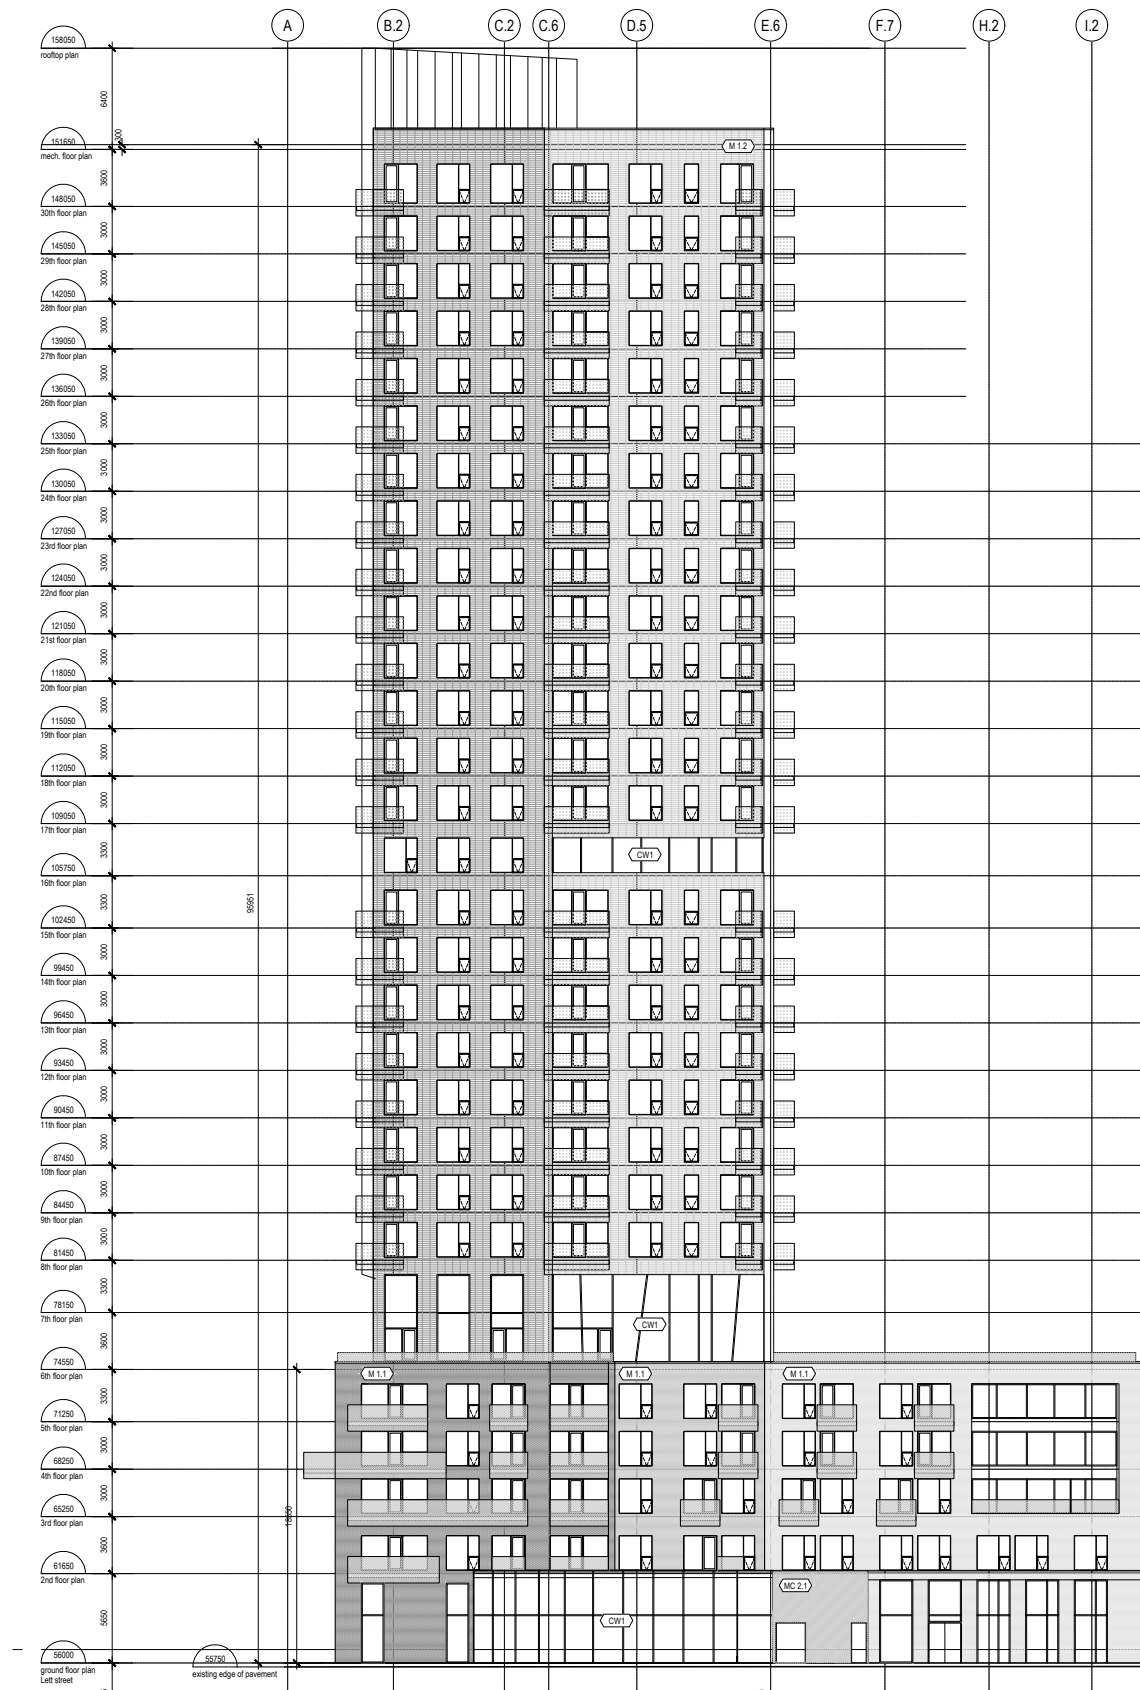 A B.2 C.2 C.6 D.5 E.6 F.7 H.2 I.2
158050
rooftop plan
6400
300
151650
mech. floor plan
M 1.2
3600
148050
30th floor plan
3000
145050
29th floor plan
3000
142050
28th floor plan
3000
139050
27th floor plan
3000
136050
26th floor plan
3000
133050
25th floor plan
3000
130050
24th floor plan
3000
127050
23rd floor plan
3000
124050
22nd floor plan
3000
121050
21st floor plan
3000
118050
20th floor plan
3000
115050
19th floor plan
3000
112050
18th floor plan
3000
109050
17th floor plan
3300
CW1
105750
16th floor plan
3300
95951
102450
15th floor plan
3000
99450
14th floor plan
3000
96450
13th floor plan
3000
93450
12th floor plan
3000
90450
11th floor plan
3000
87450
10th floor plan
3000
84450
9th floor plan
3000
81450
8th floor plan
3300
78150
7th floor plan
CW1
3600
74550
6th floor plan
M 1.1 M 1.1 M 1.1
3300
71250
5th floor plan
3000
68250
4th floor plan
3000
65250
3rd floor plan
18550
3600
61650
2nd floor plan
MC 2.1
5650
CW1
56000
ground floor plan
Lett street
55750
existing edge of pavement